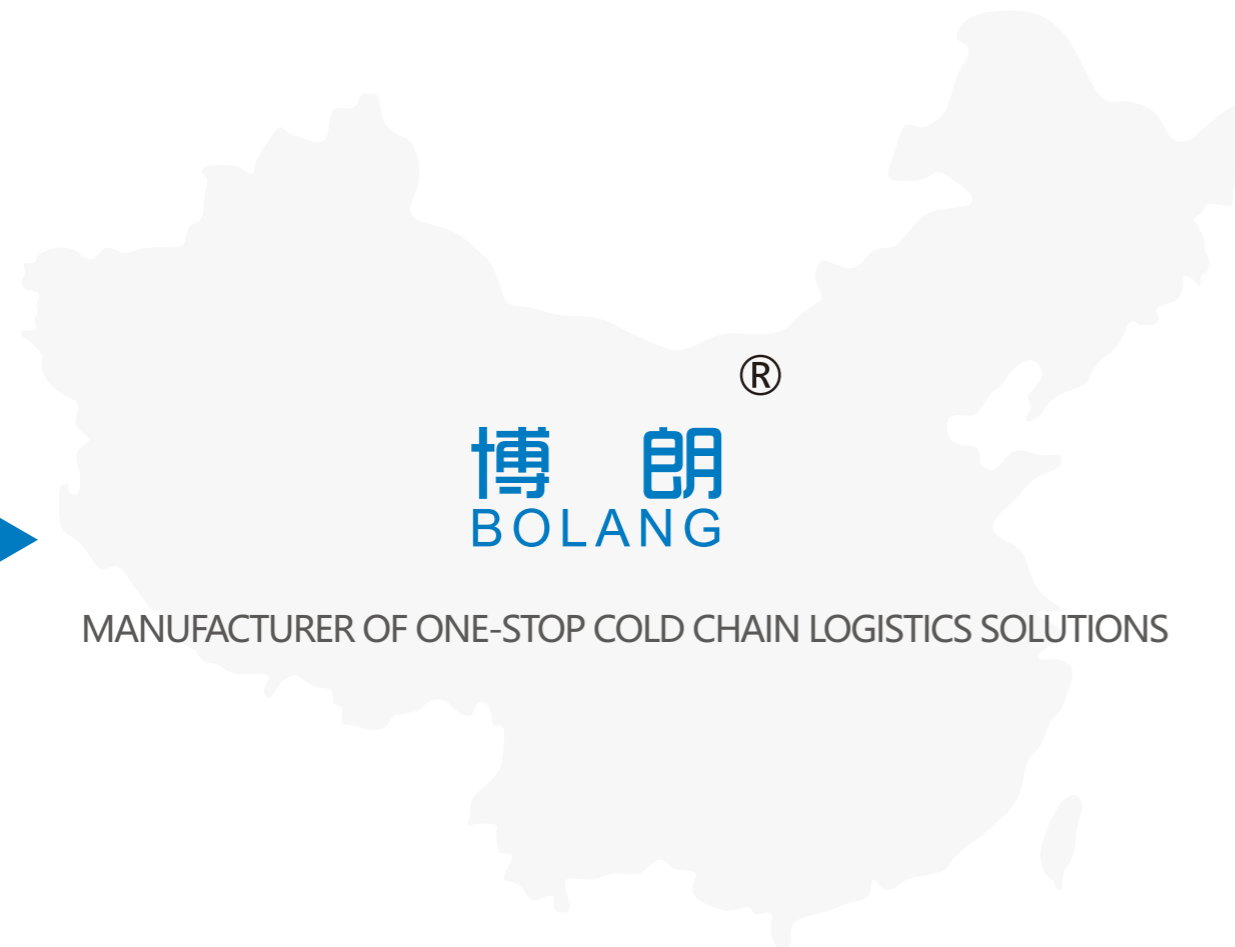 ®
博 朗
BOLANG
MANUFACTURER OF ONE-STOP COLD CHAIN LOGISTICS SOLUTIONS